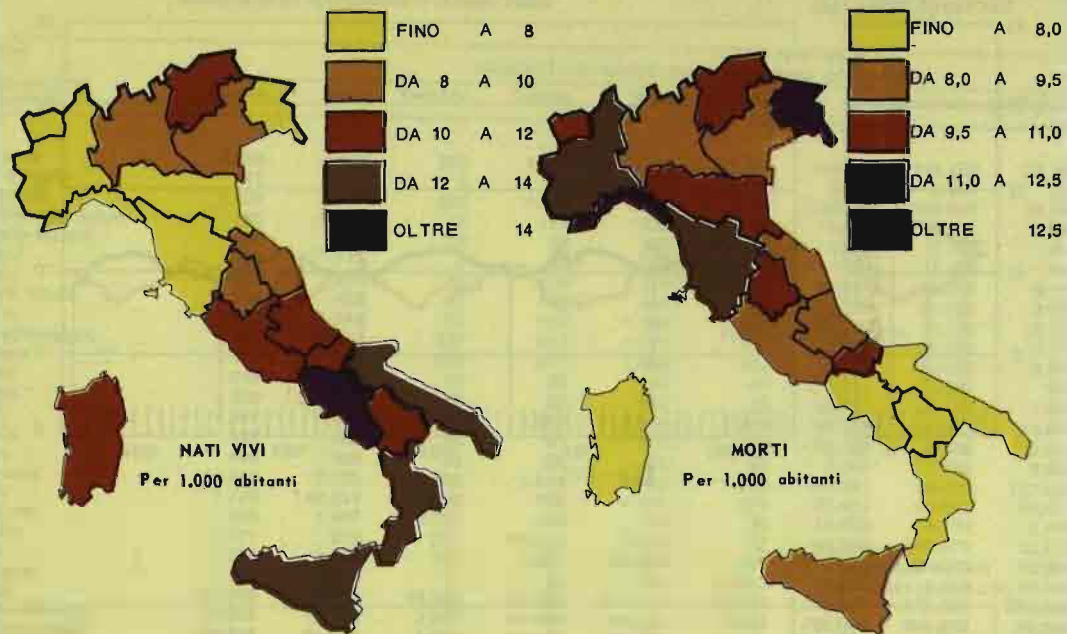 FINO A 8
DA 8 A 10
DA 10 A 12
DA 12 A 14
OLTRE 14
NATI VIVI
Per 1.000 abitanti
FINO A 8,0
DA 8,0 A 9,5
DA 9,5 A 11,0
DA 11,0 A 12,5
OLTRE 12,5
MORTI
Per 1,000 abitanti